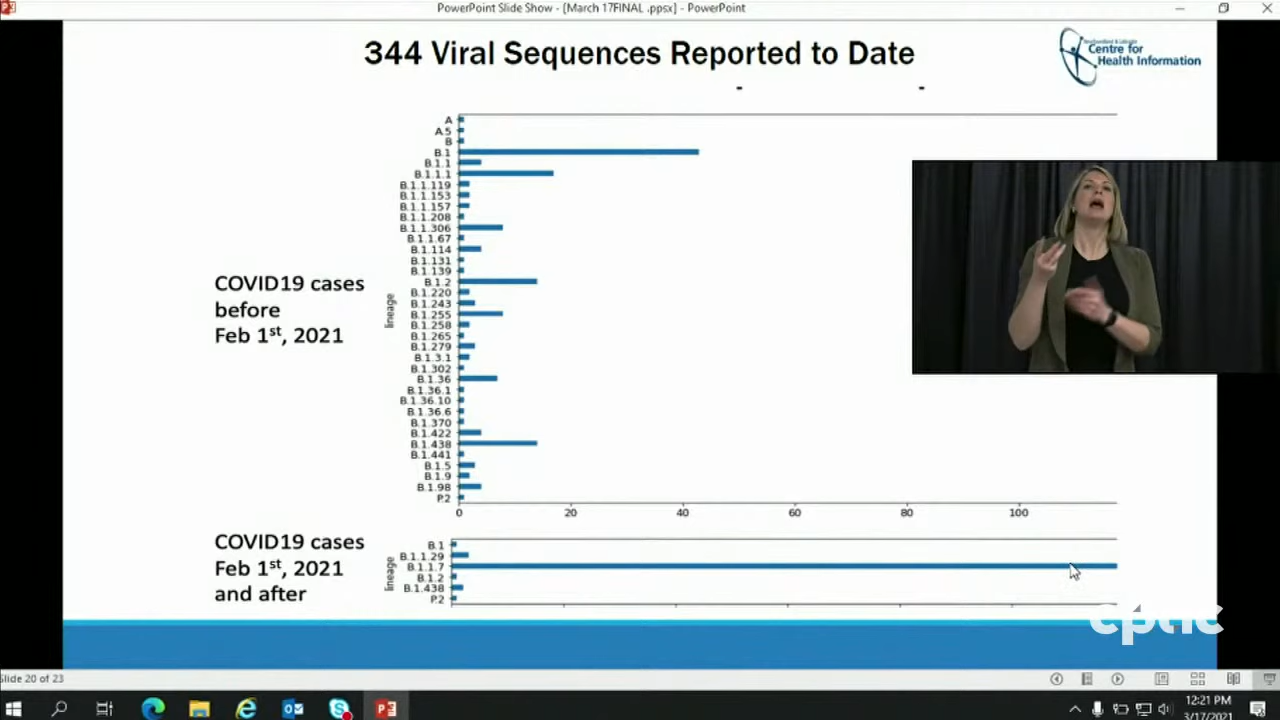 PowerPoint Slide Show - [March 17FINAL .ppsx] - PowerPoint
344 Viral Sequences Reported to Date
Newfoundland & Labrador
Centre for
Health Information
A
A.5
B
B.1
B.1.1
B.1.1.1
B.1.1.119
B.1.1.153
B.1.1.157
B.1.1.208
B.1.1.306
B.1.1.67
B.1.114
B.1.131
B.1.139
B.1.2
B.1.220
B.1.243
B.1.255
B.1.258
B.1.265
B.1.279
B.1.3.1
B.1.302
B.1.36
B.1.36.1
B.1.36.10
B.1.36.6
B.1.370
B.1.422
B.1.438
B.1.441
B.1.5
B.1.9
B.1.98
P.2
lineage
COVID19 cases
before
Feb 1st, 2021
0 20 40 60 80 100
COVID19 cases
Feb 1st, 2021
and after
lineage
B.1
B.1.1.29
B.1.1.7
B.1.2
B.1.438
P.2
cpac
Slide 20 of 23
12:21 PM
3/17/2021